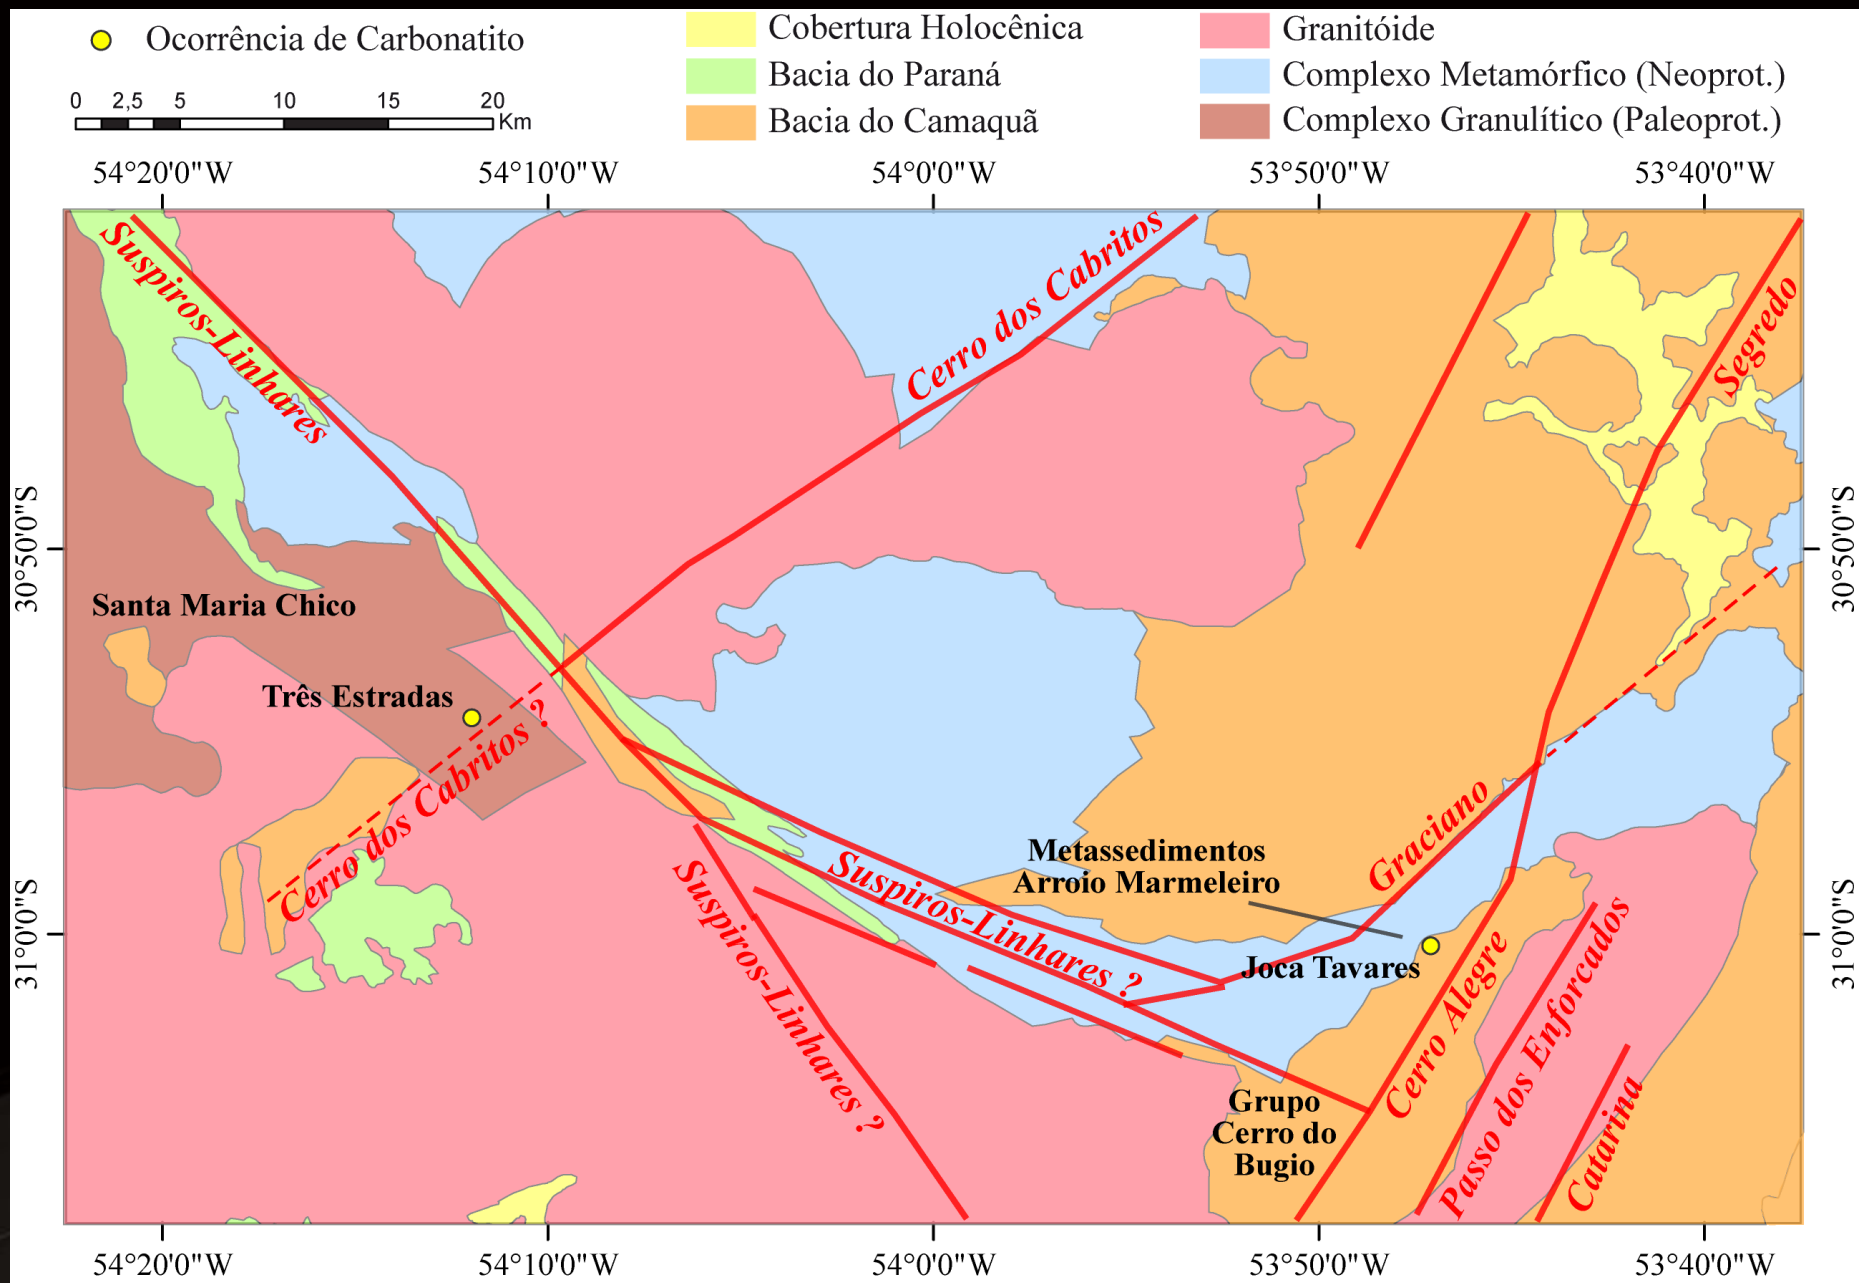 Ocorrência de Carbonatito
0 2,5 5 10 15 20
Km
Cobertura Holocênica
Bacia do Paraná
Bacia do Camaquã
Granitóide
Complexo Metamórfico (Neoprot.)
Complexo Granulítico (Paleoprot.)
54°20'0"W 54°10'0"W 54°0'0"W 53°50'0"W 53°40'0"W
Suspiros-Linhares
Cerro dos Cabritos
Segredo
30°50'0"S
30°50'0"S
Santa Maria Chico
Três Estradas
Cerro dos Cabritos ?
Graciano
Metassedimentos
Arroio Marmeleiro
Suspiros-Linhares ?
Suspiros-Linhares ?
31°0'0"S
31°0'0"S
Joca Tavares
Cerro Alegre
Passo dos Enforcados
Catarina
Grupo
Cerro do
Bugio
54°20'0"W 54°10'0"W 54°0'0"W 53°50'0"W 53°40'0"W